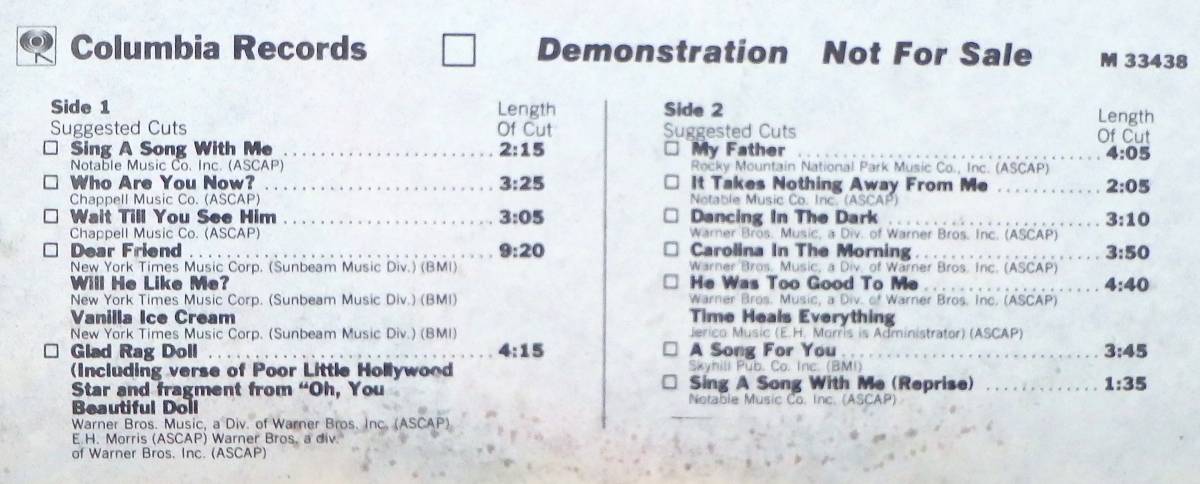 Columbia Records Demonstration Not For Sale M 33438
Side 1
Suggested Cuts
Length
Of Cut
Sing A Song With Me 2:15
Notable Music Co. Inc. (ASCAP)
Who Are You Now? 3:25
Chappell Music Co. (ASCAP)
Wait Till You See Him 3:05
Chappell Music Co. (ASCAP)
Dear Friend 9:20
New York Times Music Corp. (Sunbeam Music Div.) (BMI)
Will He Like Me?
New York Times Music Corp. (Sunbeam Music Div.) (BMI)
Vanilla Ice Cream
New York Times Music Corp. (Sunbeam Music Div.) (BMI)
Glad Rag Doll 4:15
(Including verse of Poor Little Hollywood
Star and fragment from "Oh, You
Beautiful Doll
Warner Bros. Music, a Div. of Warner Bros. Inc. (ASCAP)
E.H. Morris (ASCAP) Warner Bros. a div.
of Warner Bros. Inc. (ASCAP)
Side 2
Suggested Cuts
Length
Of Cut
My Father 4:05
Rocky Mountain National Park Music Co., Inc. (ASCAP)
It Takes Nothing Away From Me 2:05
Notable Music Co. Inc. (ASCAP)
Dancing In The Dark 3:10
Warner Bros. Music, a Div. of Warner Bros. Inc. (ASCAP)
Carolina In The Morning 3:50
Warner Bros. Music, a Div. of Warner Bros. Inc. (ASCAP)
He Was Too Good To Me 4:40
Warner Bros. Music, a Div. of Warner Bros. Inc. (ASCAP)
Time Heals Everything
Jerico Music (E.H. Morris is Administrator) (ASCAP)
A Song For You 3:45
Skyhill Pub. Co. Inc. (BMI)
Sing A Song With Me (Reprise) 1:35
Notable Music Co. Inc. (ASCAP)